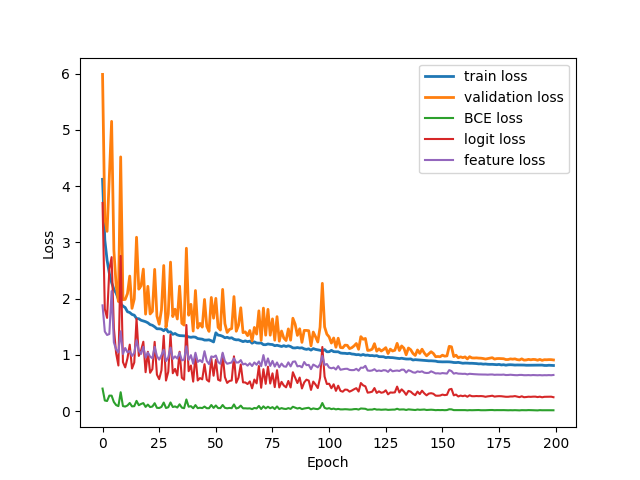 train loss
validation loss
BCE loss
logit loss
feature loss
6
5
4
3
2
1
0
Loss
0
25
50
75
100
125
150
175
200
Epoch